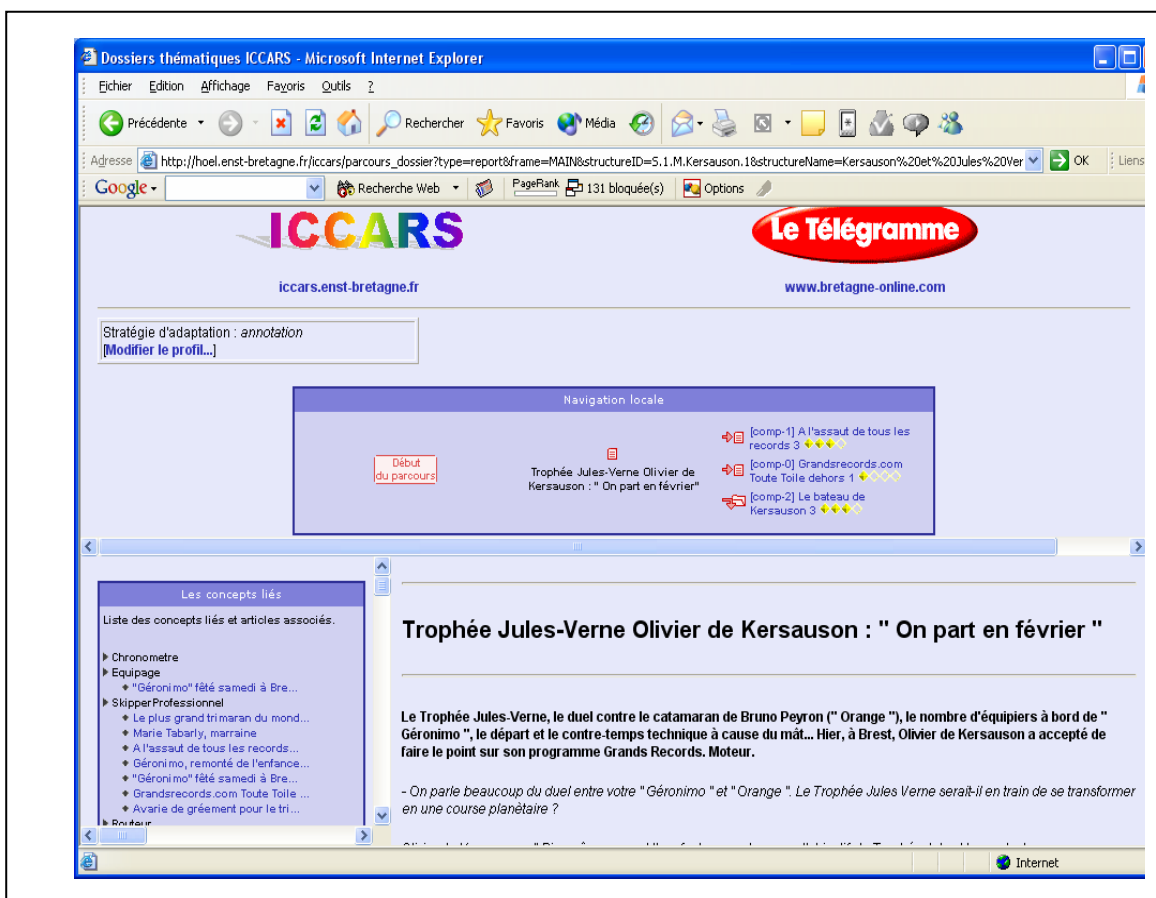 Dossiers thématiques ICCARS - Microsoft Internet Explorer
Fichier Edition Affichage Favoris Outils ?
Précédente Rechercher Favoris Média
Adresse http://hoel.enst-bretagne.fr/iccars/parcours_dossier?type=report&frame=MAIN&structureID=S.1.M.Kersauson.1&structureName=Kersauson%20et%20Jules%20Ver OK Liens
Google Recherche Web PageRank 131 bloquée(s) Options
ICCARS Le Télégramme
iccars.enst-bretagne.fr www.bretagne-online.com
Stratégie d'adaptation : annotation
[Modifier le profil...]
Navigation locale
Début
du parcours
Trophée Jules-Verne Olivier de
Kersauson : " On part en février"
[comp-1] A l'assaut de tous les
records 3
[comp-0] Grandsrecords.com
Toute Toile dehors 1
[comp-2] Le bateau de
Kersauson 3
Les concepts liés
Liste des concepts liés et articles associés.
Chronometre
Equipage
"Géronimo" fêté samedi à Bre...
SkipperProfessionnel
Le plus grand trimaran du mond...
Marie Tabarly, marraine
A l'assaut de tous les records...
Géronimo, remonté de l'enfance...
"Géronimo" fêté samedi à Bre...
Grandsrecords.com Toute Toile ...
Avarie de gréement pour le tri...
Routeur
Trophée Jules-Verne Olivier de Kersauson : " On part en février "
Le Trophée Jules-Verne, le duel contre le catamaran de Bruno Peyron (" Orange "), le nombre d'équipiers à bord de "
Géronimo ", le départ et le contre-temps technique à cause du mât... Hier, à Brest, Olivier de Kersauson a accepté de
faire le point sur son programme Grands Records. Moteur.
- On parle beaucoup du duel entre votre "Géronimo "et "Orange ". Le Trophée Jules Verne serait-il en train de se transformer
en une course planètaire ?
Internet